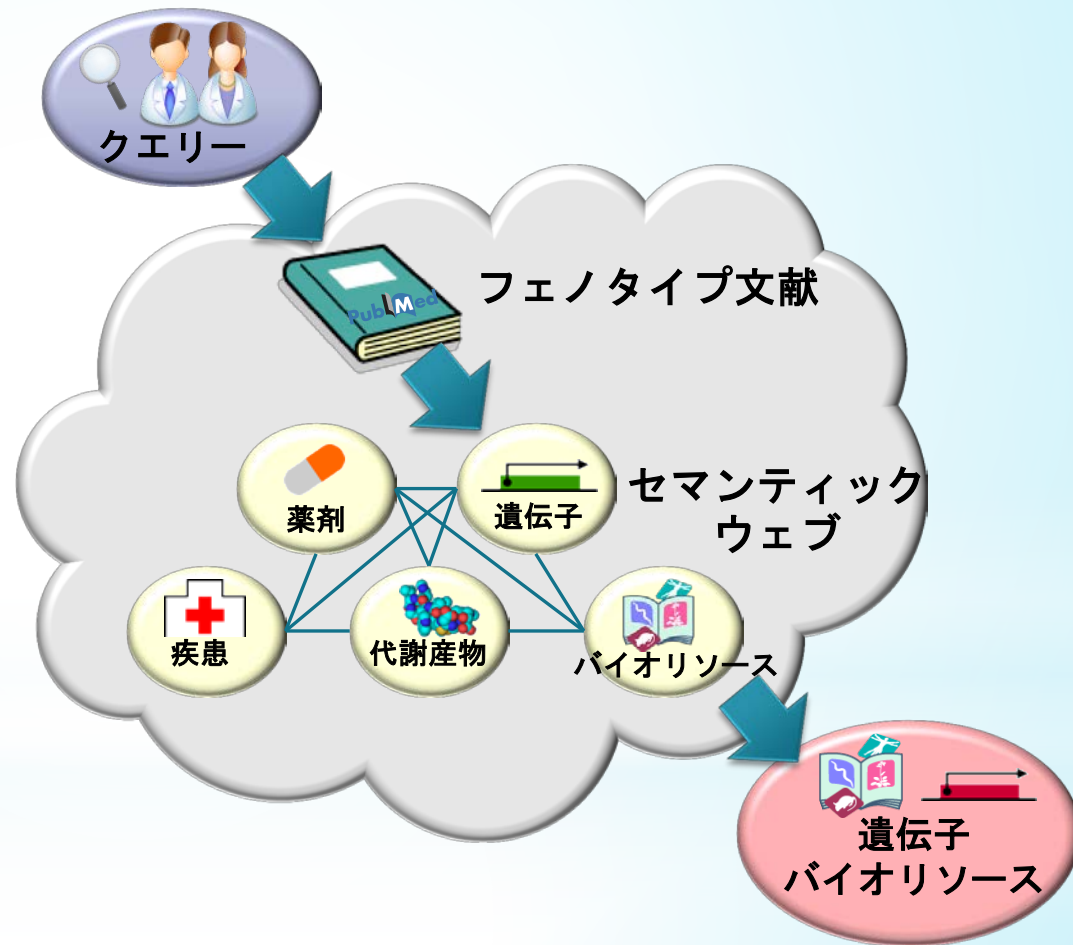 クエリー
フェノタイプ文献
PubMed
セマンティック
ウェブ
薬剤
遺伝子
疾患
代謝産物
バイオリソース
遺伝子
バイオリソース